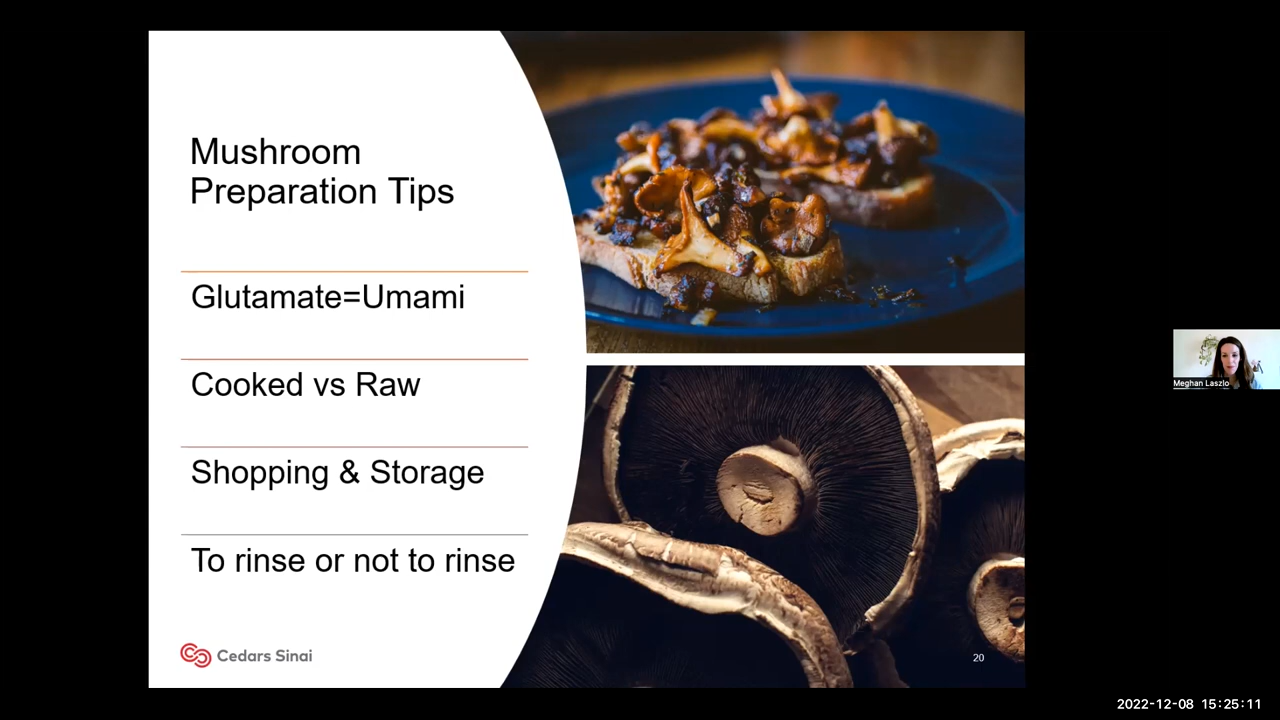 Mushroom
Preparation Tips
Glutamate=Umami
Cooked vs Raw
Shopping & Storage
To rinse or not to rinse
Cedars Sinai
20
Meghan Laszlo
2022-12-08 15:25:11